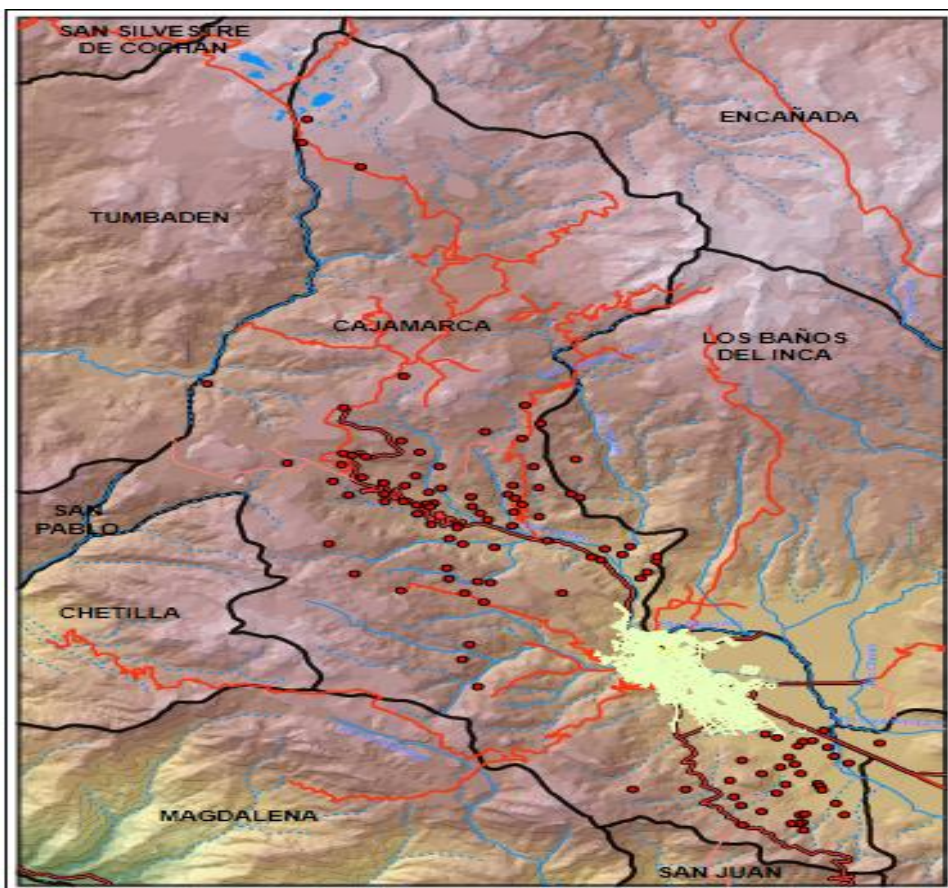 SAN SILVESTRE
DE COCHAN
ENCAÑADA
TUMBADEN
CAJAMARCA
LOS BAÑOS
DEL INCA
SAN
PABLO
CHETILLA
MAGDALENA
SAN JUAN